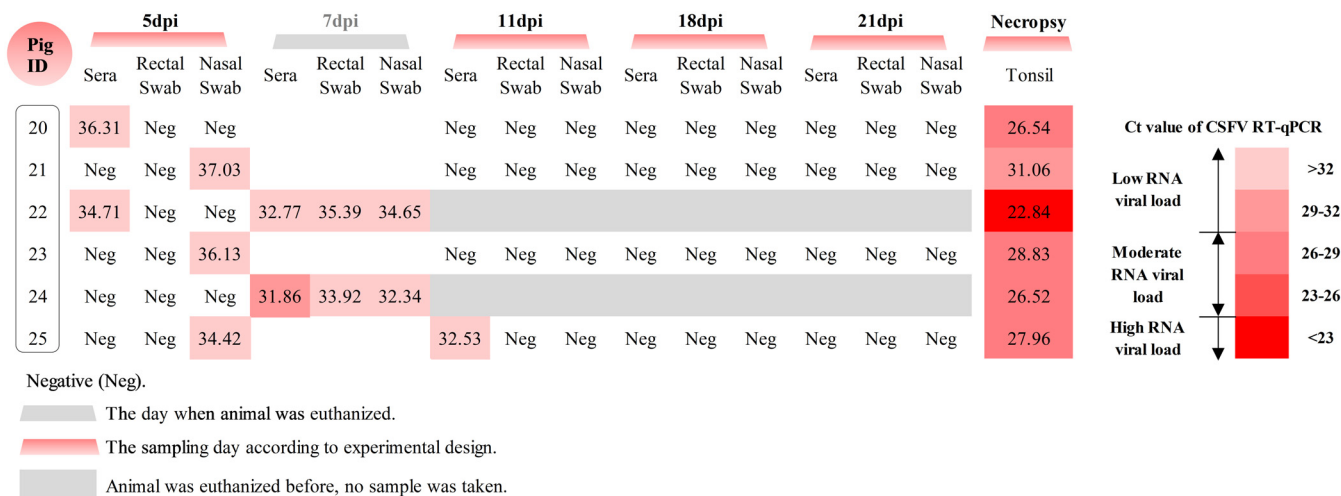 5dpi 7dpi 11dpi 18dpi 21dpi Necropsy
Pig
ID
Sera Rectal Swab Nasal Swab Sera Rectal Swab Nasal Swab Sera Rectal Swab Nasal Swab Sera Rectal Swab Nasal Swab Sera Rectal Swab Nasal Swab Tonsil
20 36.31 Neg Neg Neg Neg Neg Neg Neg Neg Neg Neg Neg 26.54
21 Neg Neg 37.03 Neg Neg Neg Neg Neg Neg Neg Neg Neg 31.06
22 34.71 Neg Neg 32.77 35.39 34.65 22.84
23 Neg Neg 36.13 Neg Neg Neg Neg Neg Neg Neg Neg Neg 28.83
24 Neg Neg Neg 31.86 33.92 32.34 26.52
25 Neg Neg 34.42 32.53 Neg Neg Neg Neg Neg Neg Neg Neg 27.96
Ct value of CSFV RT-qPCR
Low RNA
viral load
>32
29-32
Moderate
RNA viral
load
26-29
23-26
High RNA
viral load
<23
Negative (Neg).
The day when animal was euthanized.
The sampling day according to experimental design.
Animal was euthanized before, no sample was taken.